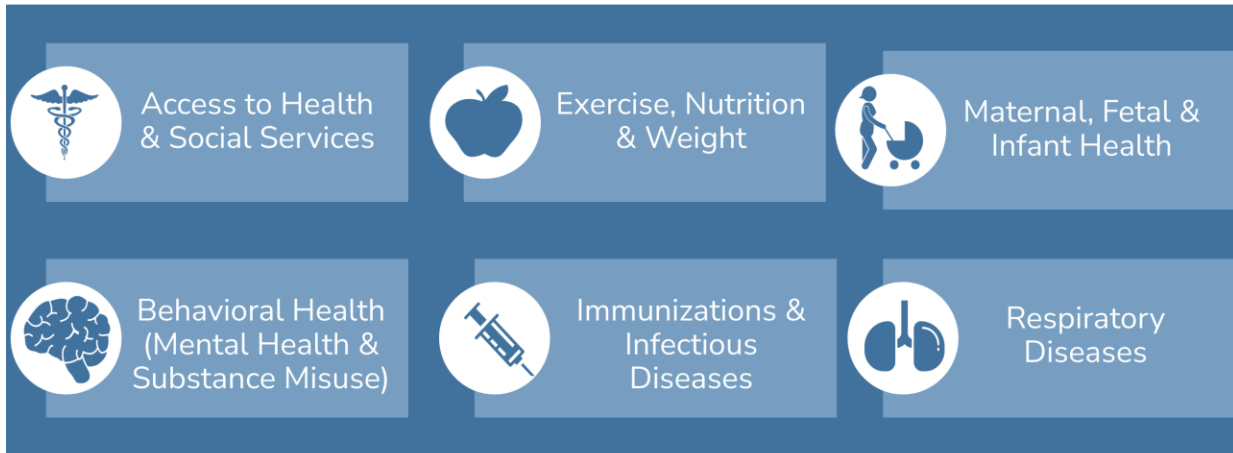 Access to Health
& Social Services
Exercise, Nutrition
& Weight
Maternal, Fetal &
Infant Health
Behavioral Health
(Mental Health &
Substance Misuse)
Immunizations &
Infectious
Diseases
Respiratory
Diseases